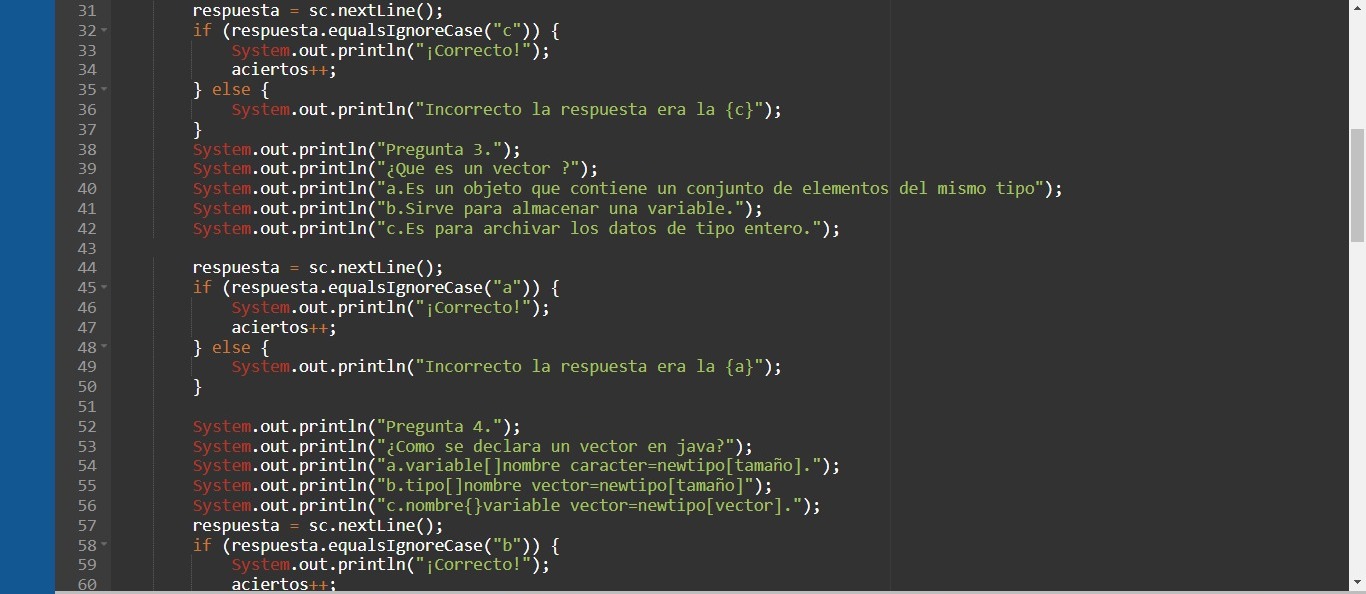 31 respuesta = sc.nextLine();
32 if (respuesta.equalsIgnoreCase("c")) {
33 System.out.println("¡Correcto!");
34 aciertos++;
35 } else {
36 System.out.println("Incorrecto la respuesta era la {c}");
37 }
38 System.out.println("Pregunta 3.");
39 System.out.println("¿Que es un vector ?");
40 System.out.println("a.Es un objeto que contiene un conjunto de elementos del mismo tipo");
41 System.out.println("b.Sirve para almacenar una variable.");
42 System.out.println("c.Es para archivar los datos de tipo entero.");
43
44 respuesta = sc.nextLine();
45 if (respuesta.equalsIgnoreCase("a")) {
46 System.out.println("¡Correcto!");
47 aciertos++;
48 } else {
49 System.out.println("Incorrecto la respuesta era la {a}");
50 }
51
52 System.out.println("Pregunta 4.");
53 System.out.println("¿Como se declara un vector en java?");
54 System.out.println("a.variable[]nombre caracter=newtipo[tamaño].");
55 System.out.println("b.tipo[]nombre vector=newtipo[tamaño]");
56 System.out.println("c.nombre{}variable vector=newtipo[vector].");
57 respuesta = sc.nextLine();
58 if (respuesta.equalsIgnoreCase("b")) {
59 System.out.println("¡Correcto!");
60 aciertos++;